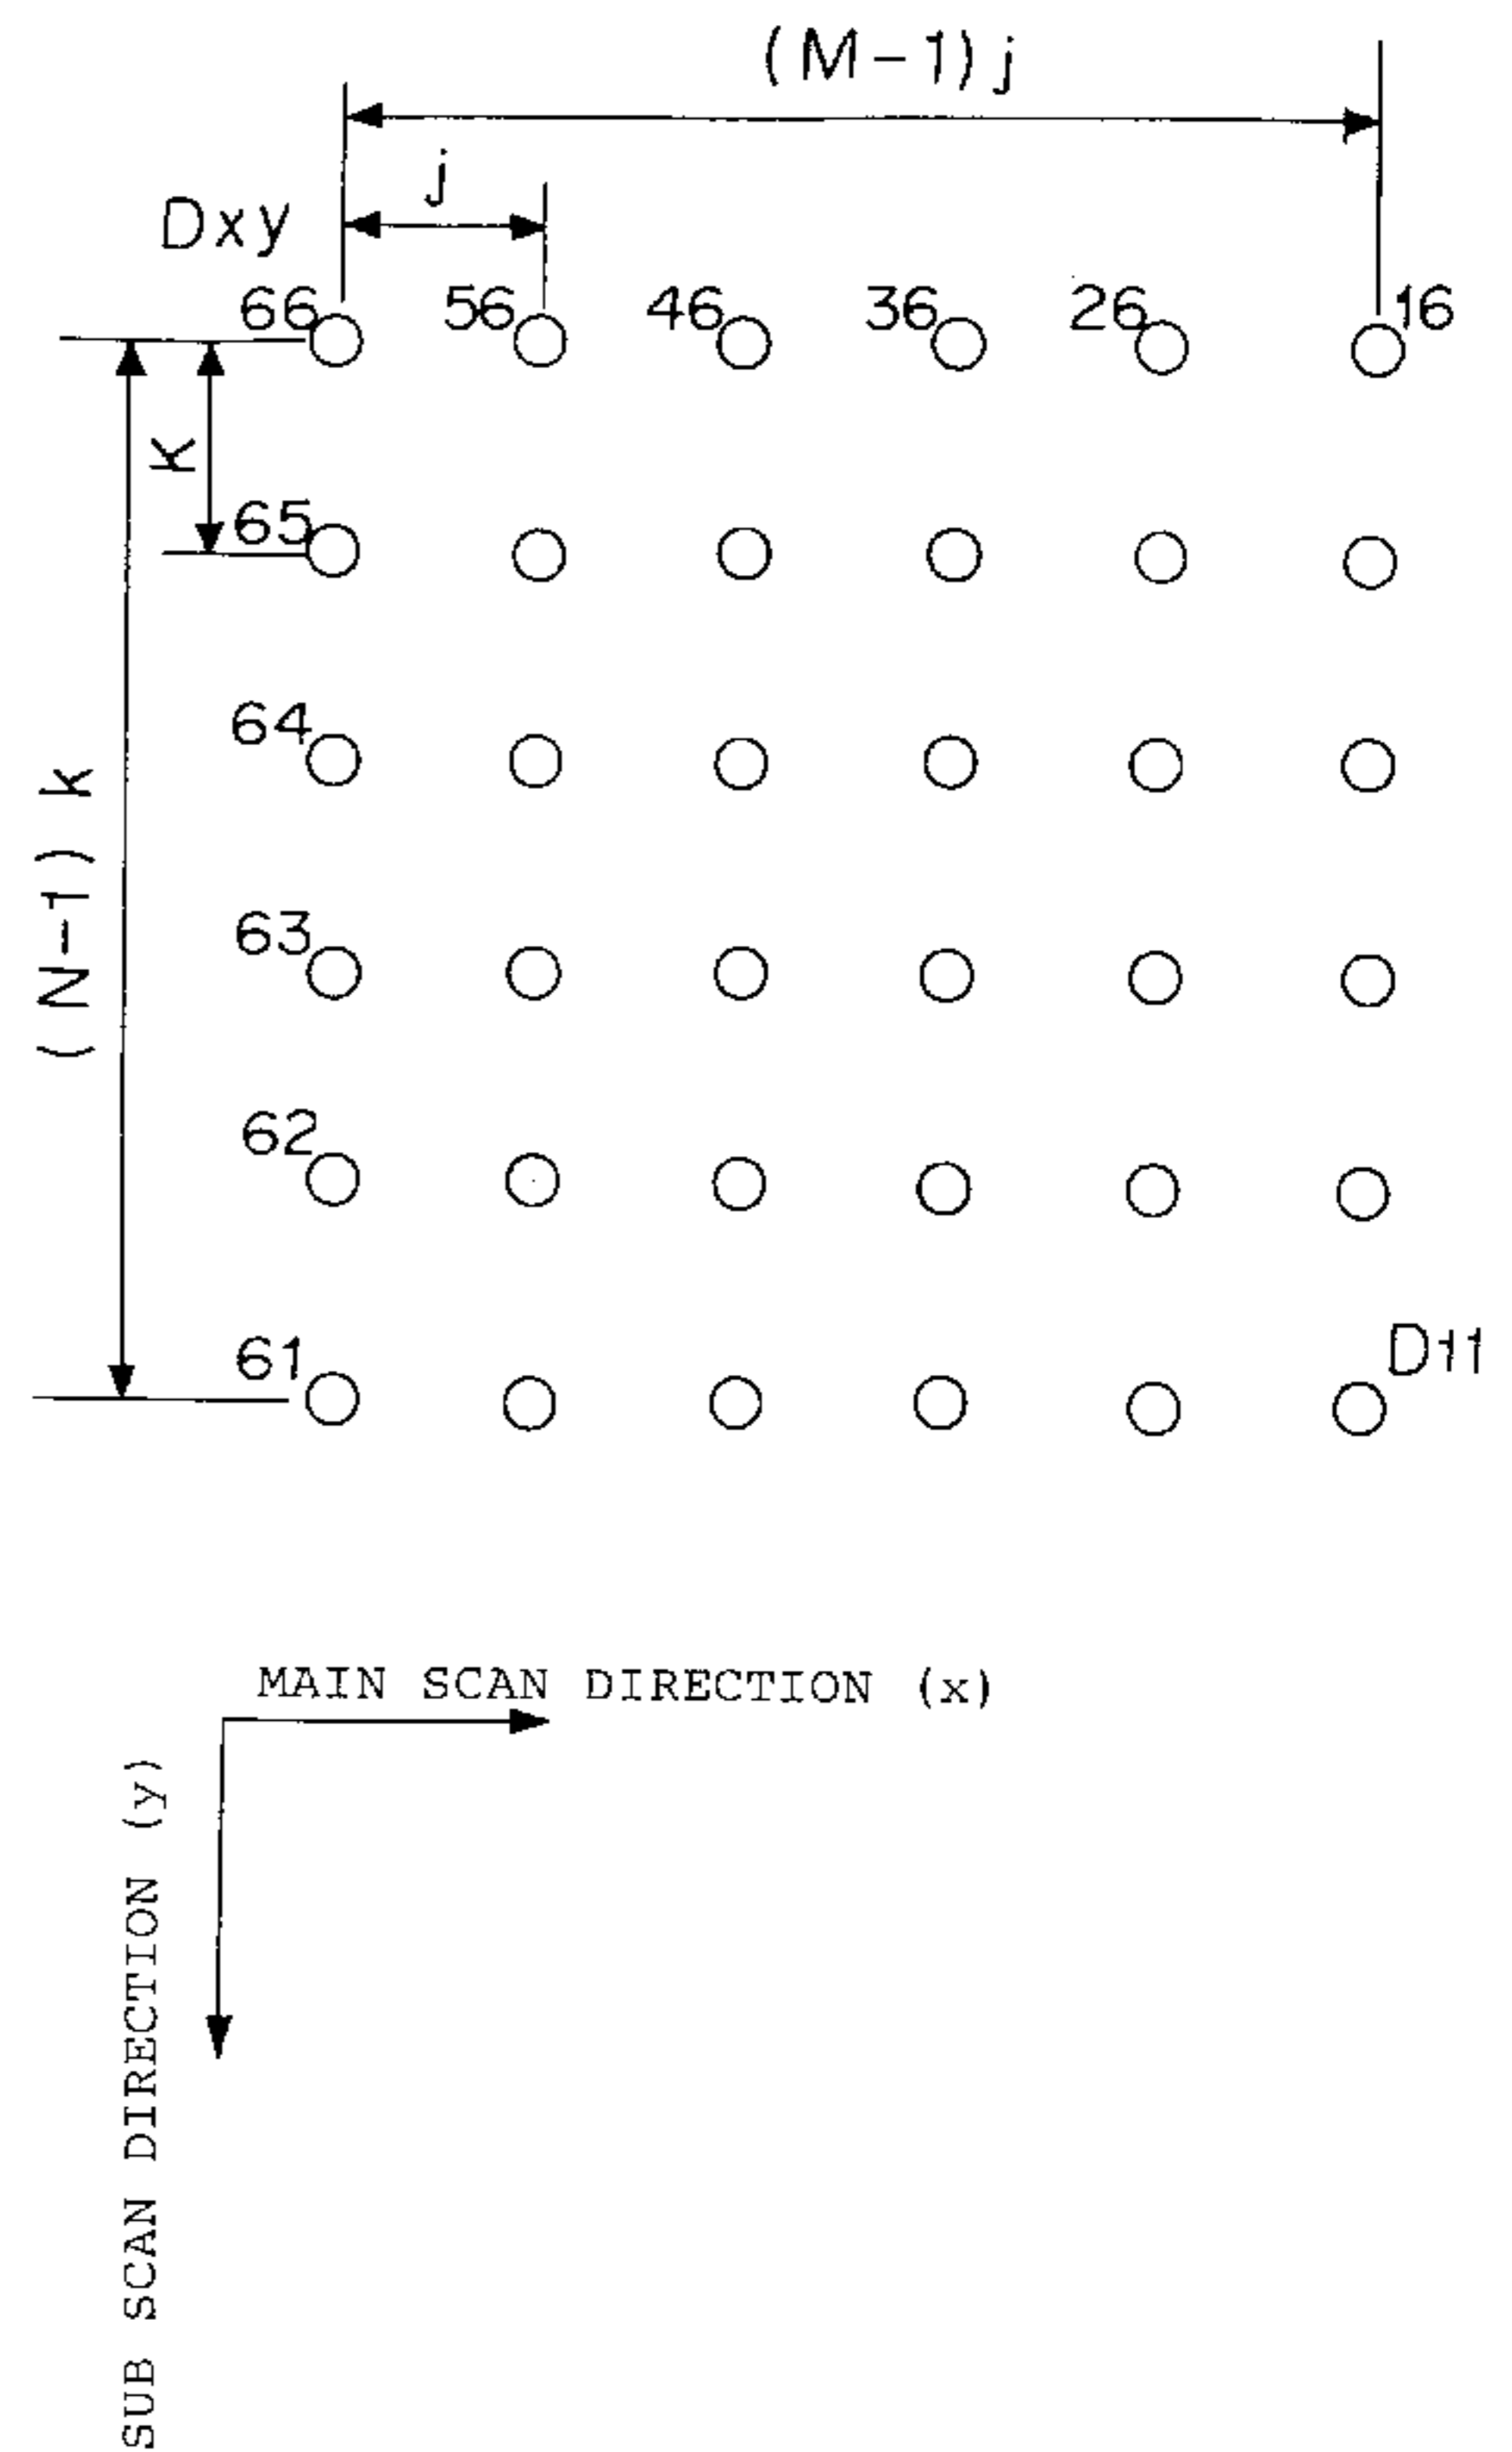 (M-1)j
j
Dxy
66 56 46 36 26 16
K
65
64
(N-1)k
63
62
61
D11
MAIN SCAN DIRECTION (x)
SUB SCAN DIRECTION (y)